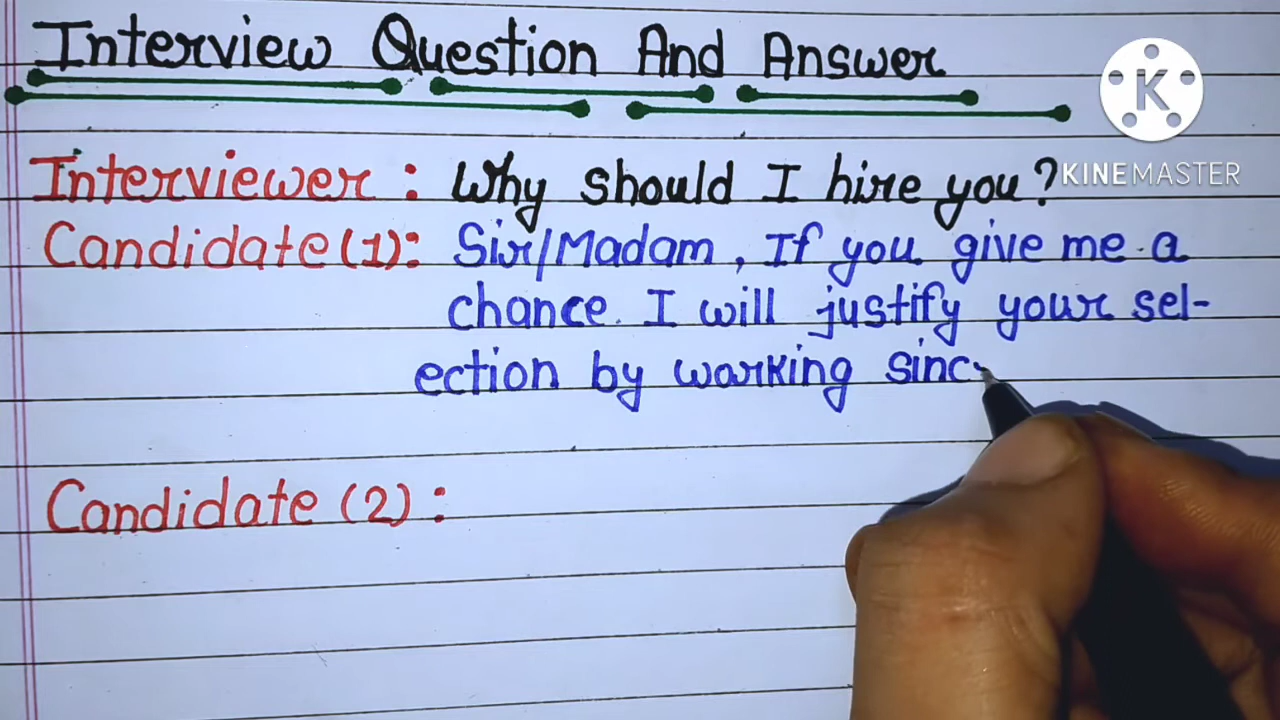 Interview Question And Answer
Interviewer : Why should I hire you?
Candidate (1): Sir/Madam, If you give me a
chance. I will justify your sel-
ection by working sinc
Candidate (2) :
K
KINEMASTER